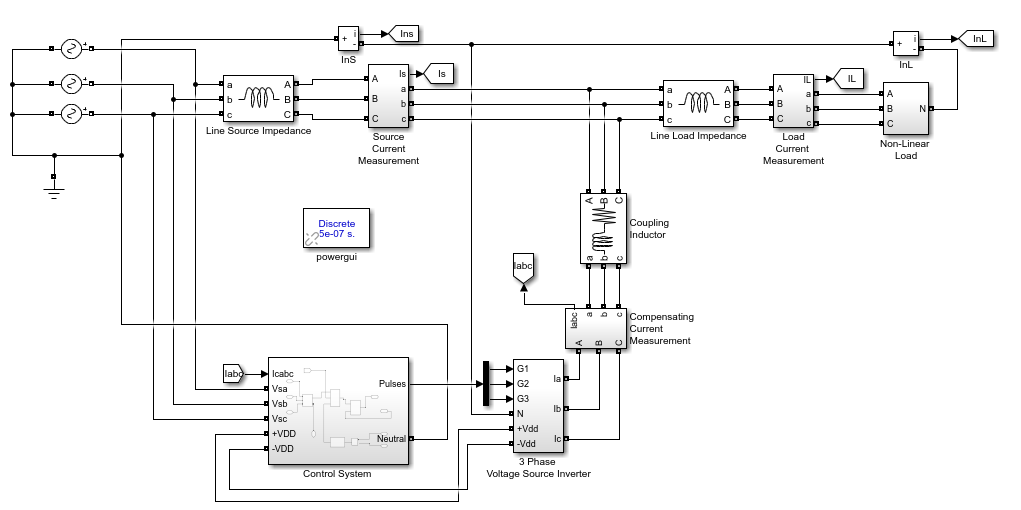 +
+
+
+ i
-
Ins
InS
+ i
-
InL
InL
a A
b B
c C
Line Source Impedance
Is
A a
B b
C c
Is
Source
Current
Measurement
a A
b B
c C
Line Load Impedance
IL
A a
B b
C c
IL
Load
Current
Measurement
A
B N
C
Non-Linear
Load
Discrete
5e-07 s.
powergui
A B C
a b c
Coupling
Inductor
Iabc
Iabc a b c
A B C
Compensating
Current
Measurement
Iabc
Icabc
Vsa
Vsb
Vsc
+VDD
-VDD
Pulses
Neutral
Control System
G1
G2
G3
N
+Vdd
-Vdd
Ia
Ib
Ic
3 Phase
Voltage Source Inverter